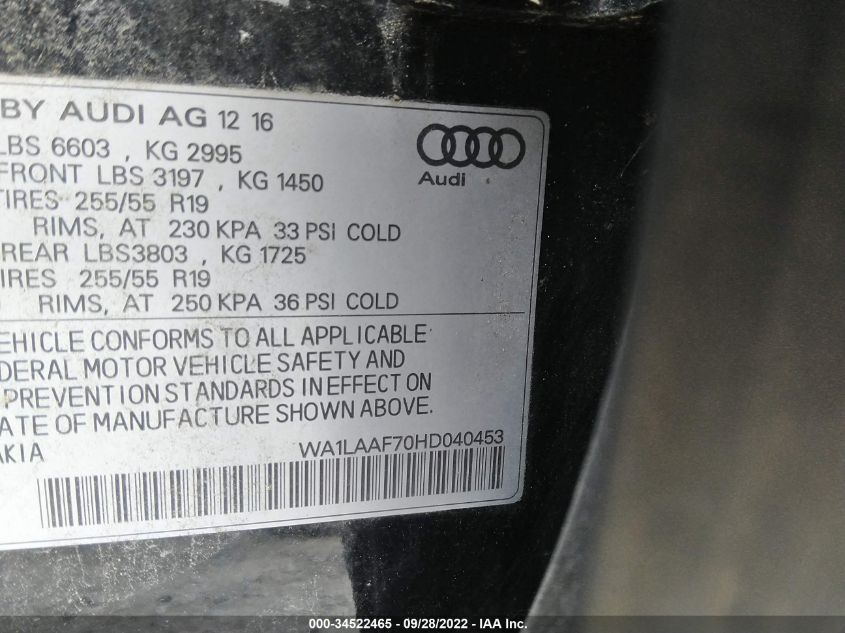 BY AUDI AG 12 16
LBS 6603 , KG 2995
FRONT LBS 3197 , KG 1450
TIRES 255/55 R19
RIMS, AT 230 KPA 33 PSI COLD
REAR LBS3803 , KG 1725
TIRES 255/55 R19
RIMS, AT 250 KPA 36 PSI COLD
Audi
EHICLE CONFORMS TO ALL APPLICABLE
DERAL MOTOR VEHICLE SAFETY AND
PREVENTION STANDARDS IN EFFECT ON
ATE OF MANUFACTURE SHOWN ABOVE.
AKIA
WA1LAAF70HD040453
000-34522465 - 09/28/2022 - IAA Inc.